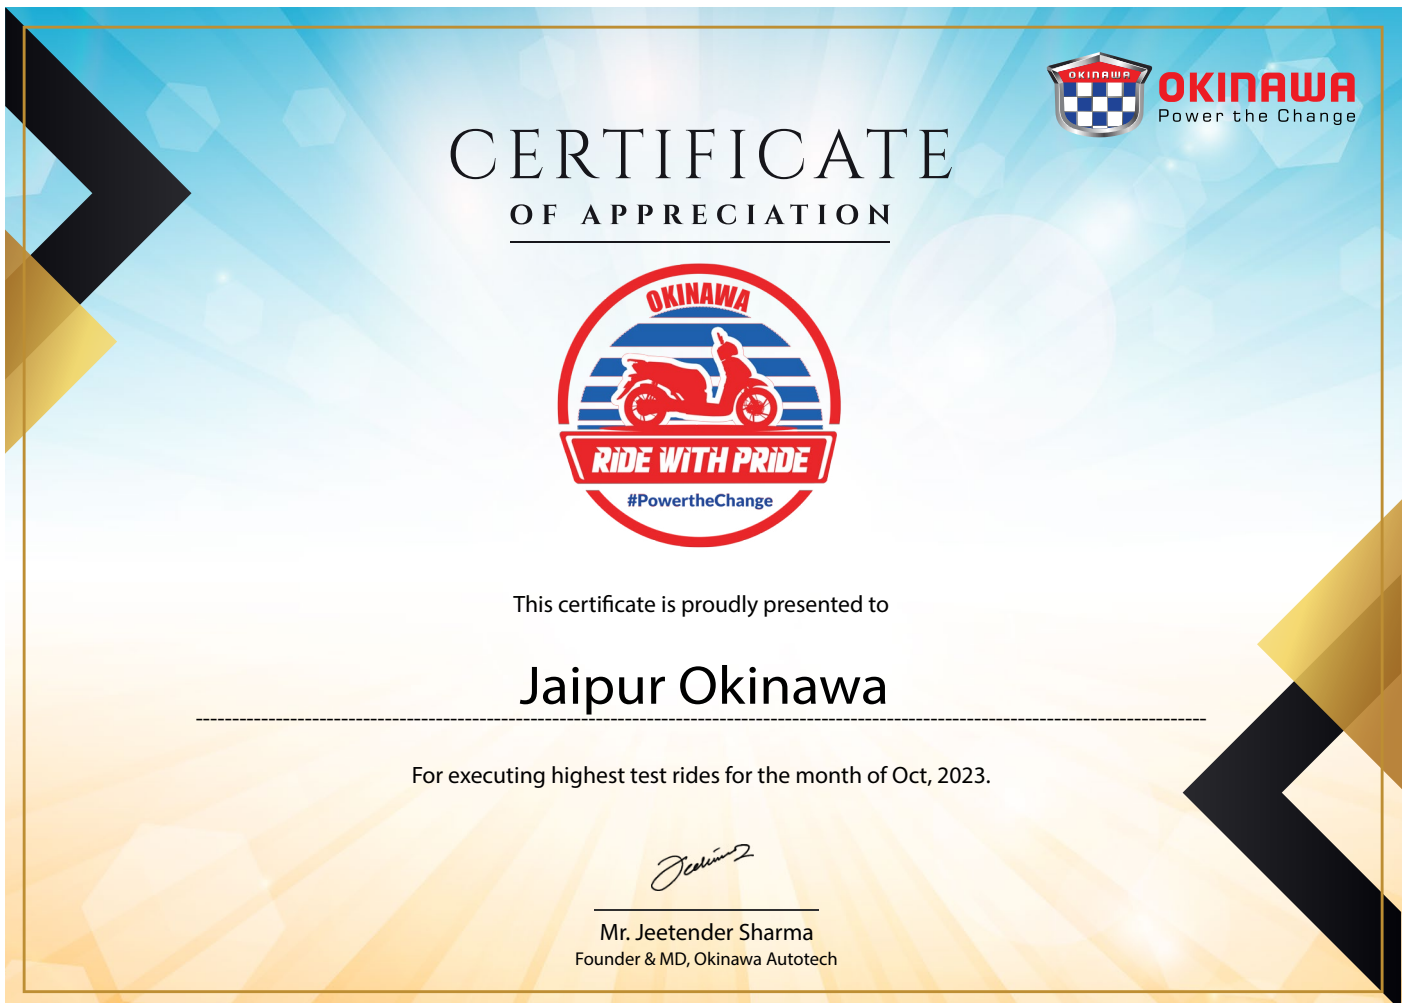 OKINAWA
OKINAWA
Power the Change
CERTIFICATE
OF APPRECIATION
OKINAWA
RIDE WITH PRIDE
#PowertheChange
This certificate is proudly presented to
Jaipur Okinawa
For executing highest test rides for the month of Oct, 2023.
Mr. Jeetender Sharma
Founder & MD, Okinawa Autotech